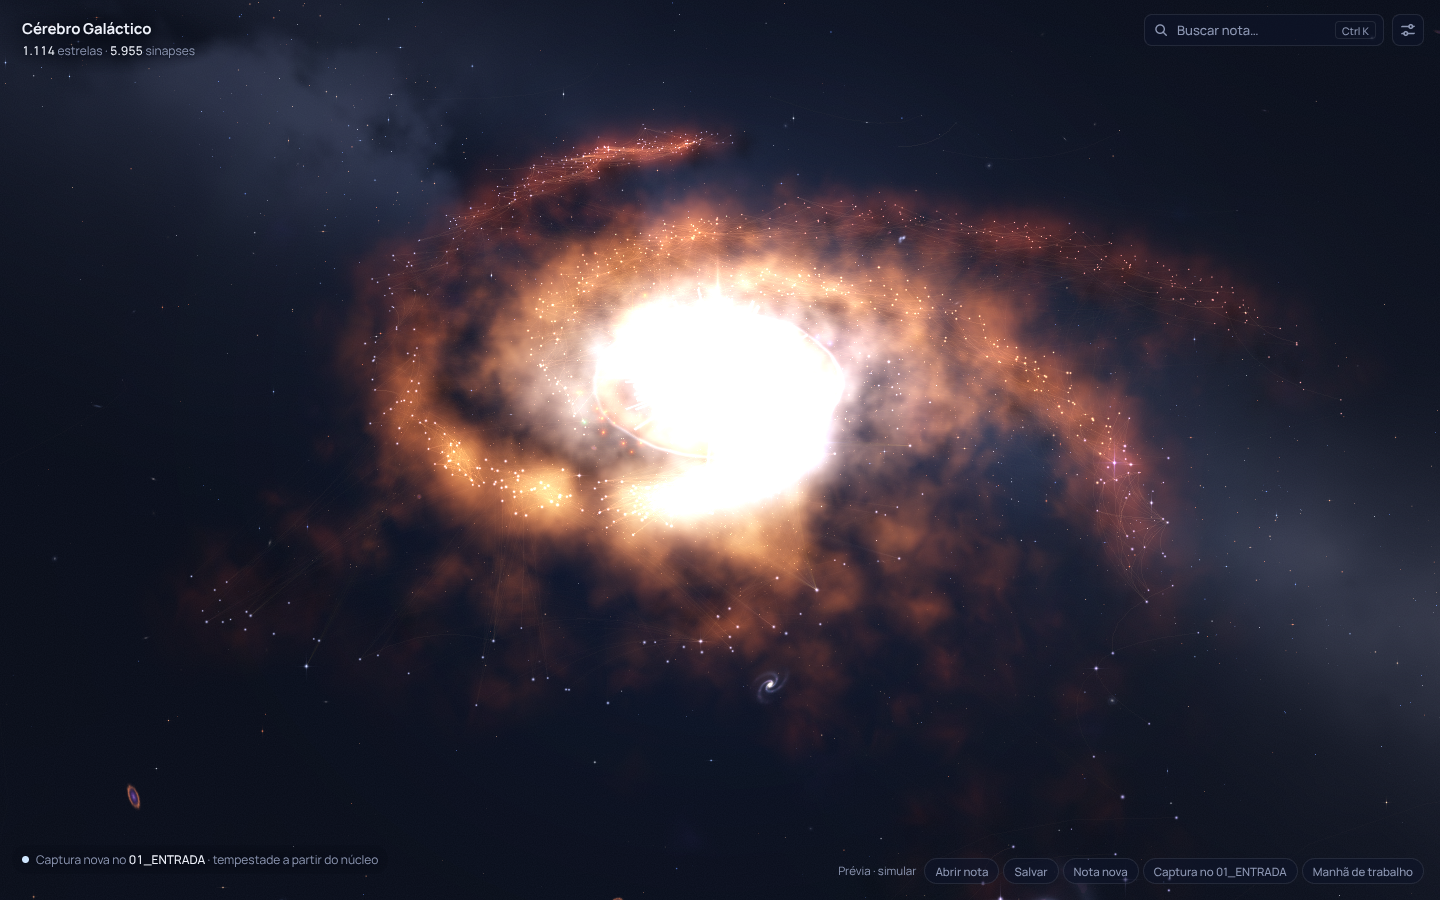 Cérebro Galáctico
1.114 estrelas · 5.955 sinapses
Buscar nota...
Ctrl K
Captura nova no 01_ENTRADA · tempestade a partir do núcleo
Prévia · simular
Abrir nota
Salvar
Nota nova
Captura no 01_ENTRADA
Manhã de trabalho